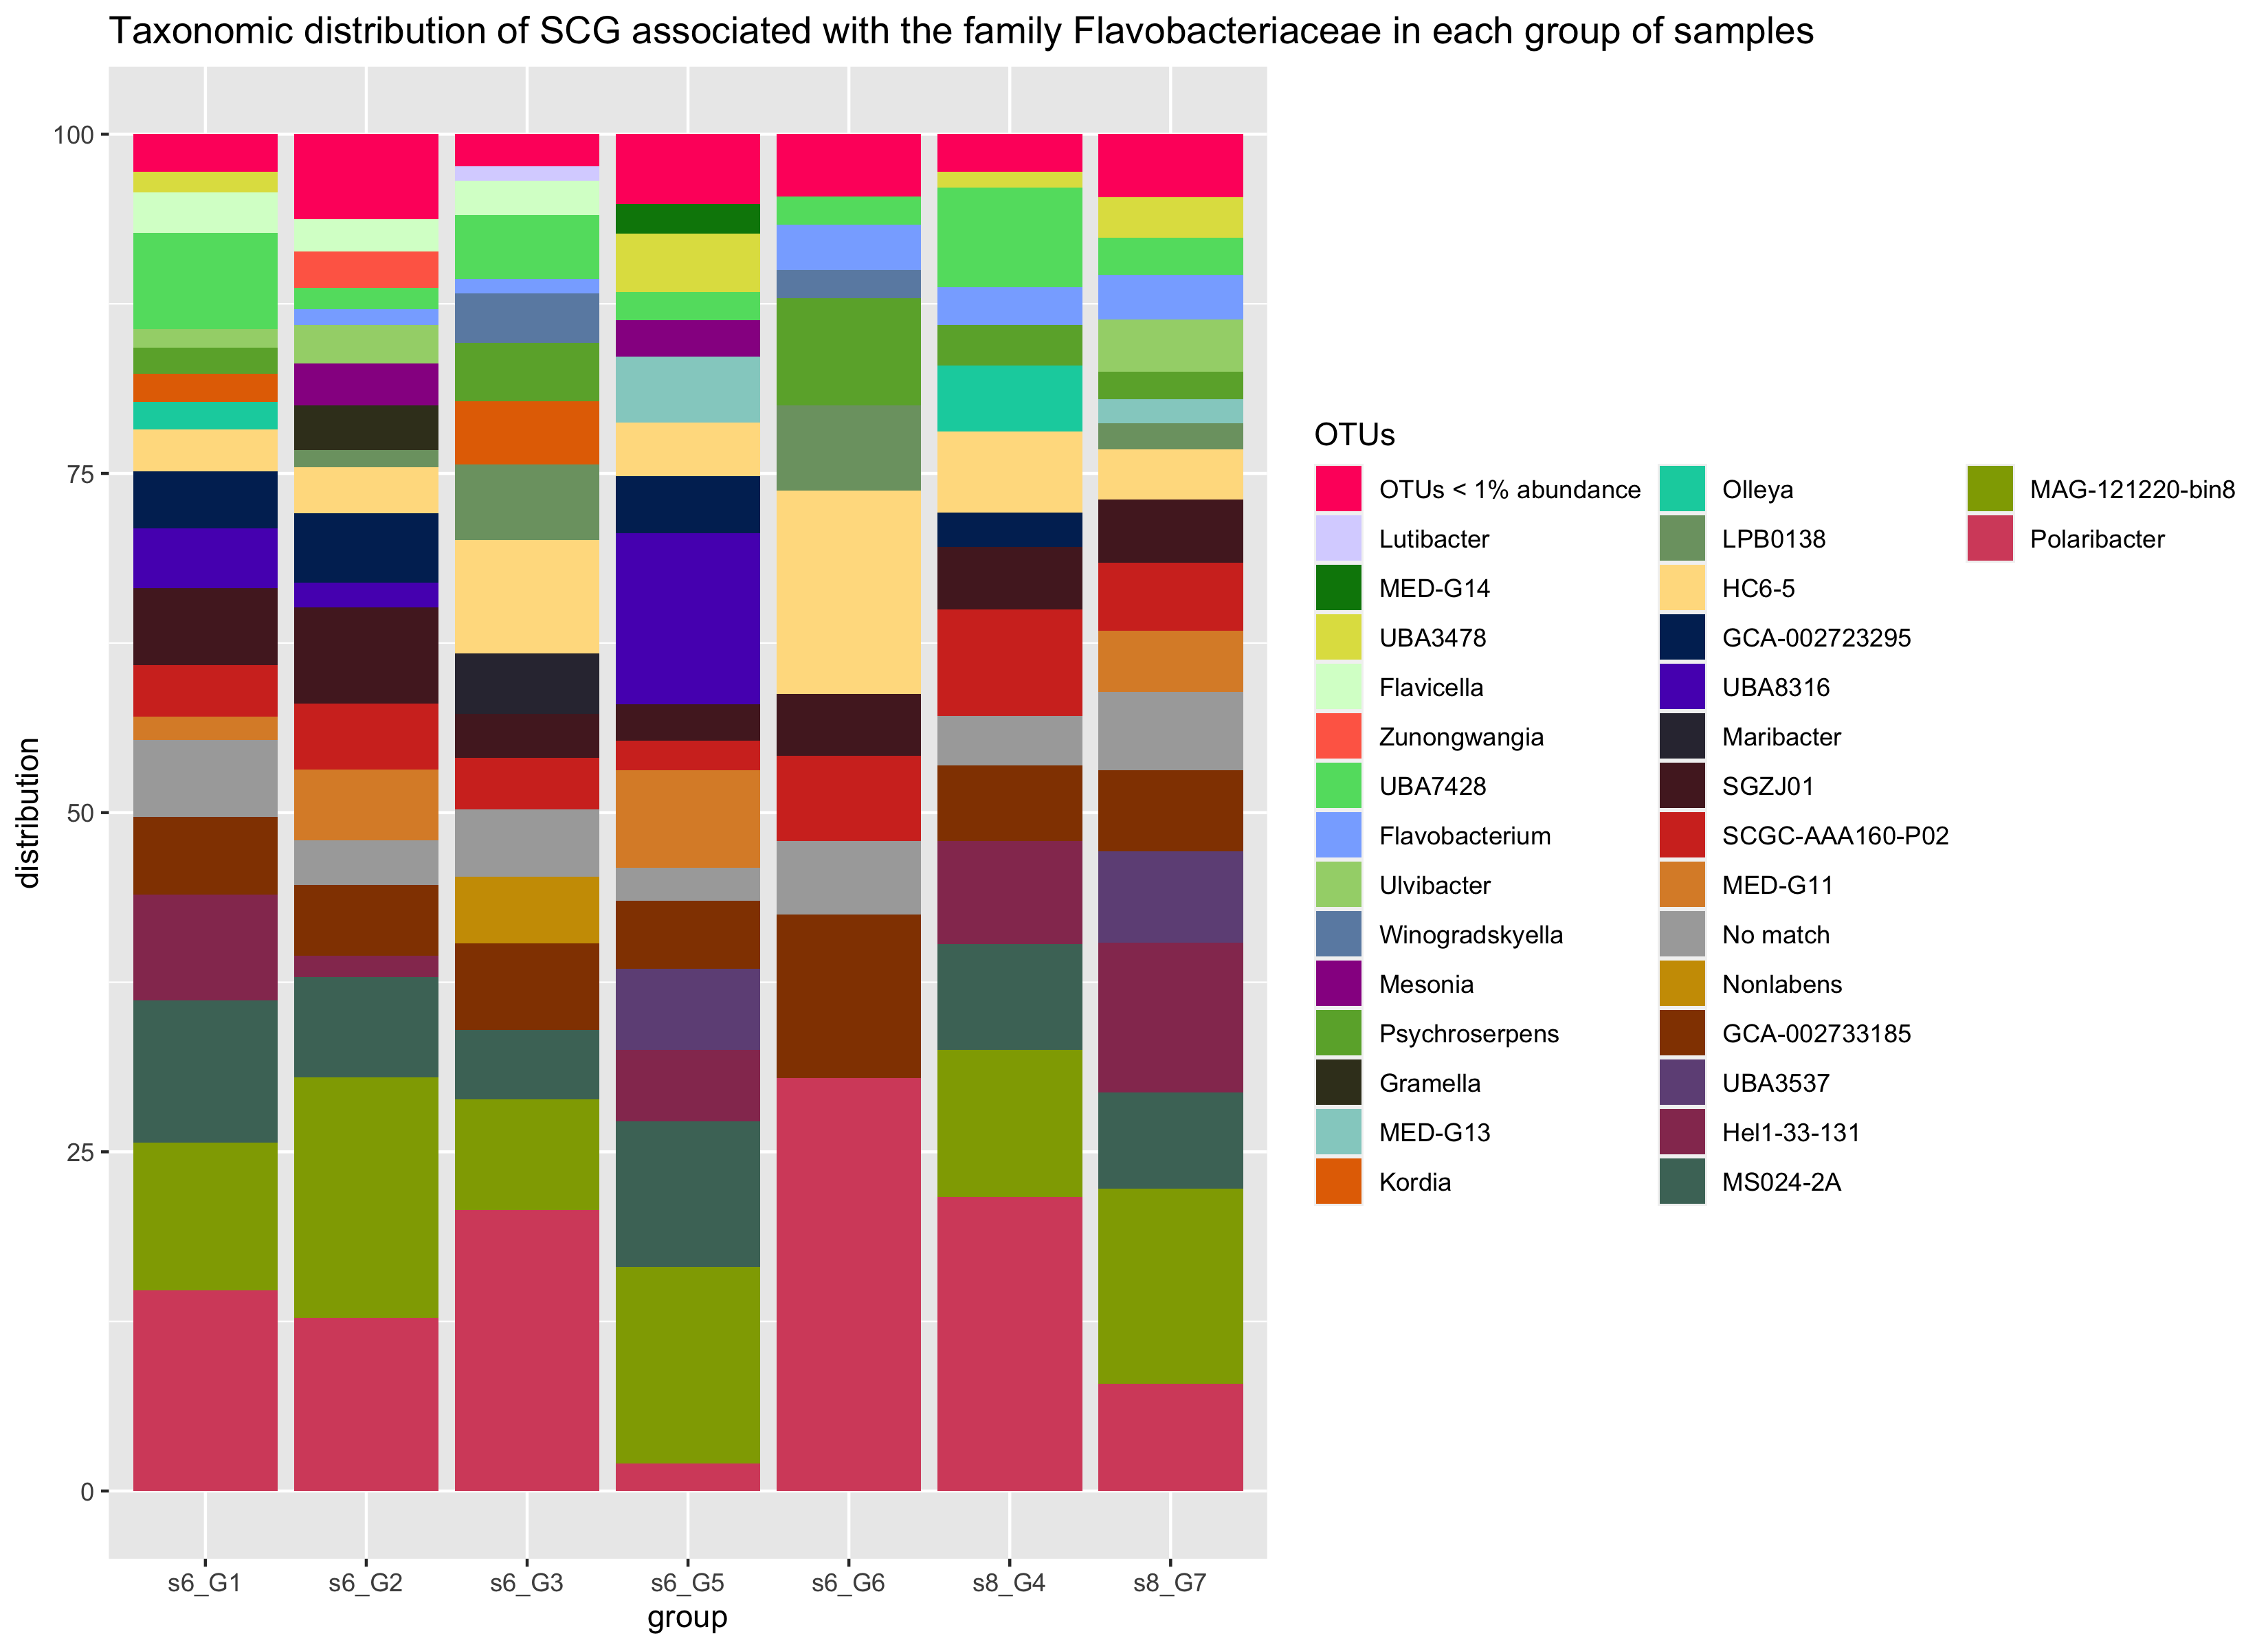 Taxonomic distribution of SCG associated with the family Flavobacteriaceae in each group of samples
distribution
100
75
50
25
0
s6_G1 s6_G2 s6_G3 s6_G5 s6_G6 s8_G4 s8_G7
group
OTUs
OTUs < 1% abundance
Lutibacter
MED-G14
UBA3478
Flavicella
Zunongwangia
UBA7428
Flavobacterium
Ulvibacter
Winogradskyella
Mesonia
Psychroserpens
Gramella
MED-G13
Kordia
Olleya
LPB0138
HC6-5
GCA-002723295
UBA8316
Maribacter
SGZJ01
SCGC-AAA160-P02
MED-G11
No match
Nonlabens
GCA-002733185
UBA3537
Hel1-33-131
MS024-2A
MAG-121220-bin8
Polaribacter